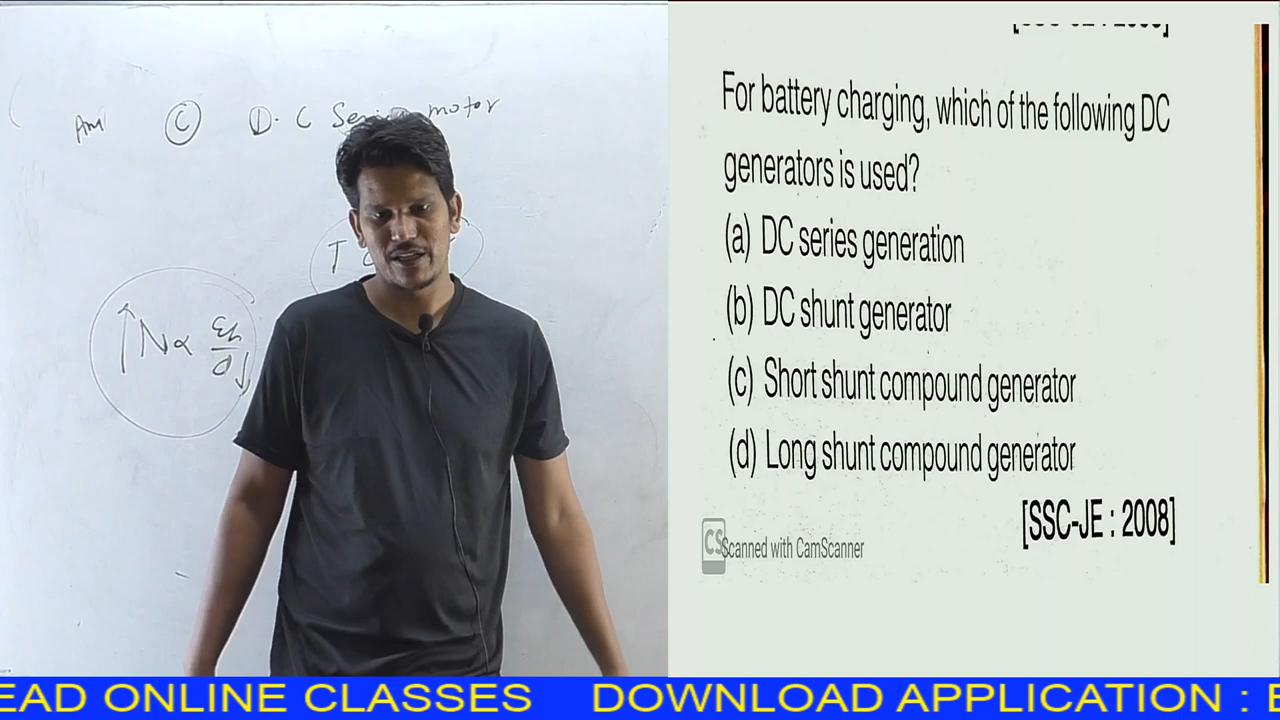 For battery charging, which of the following DC
generators is used?
(a) DC series generation
(b) DC shunt generator
(c) Short shunt compound generator
(d) Long shunt compound generator
[SSC-JE : 2008]
CS Scanned with CamScanner
Ans (C) D.C motor
T
↑N∝ Eb/Φ↓
EAD ONLINE CLASSES DOWNLOAD APPLICATION : E